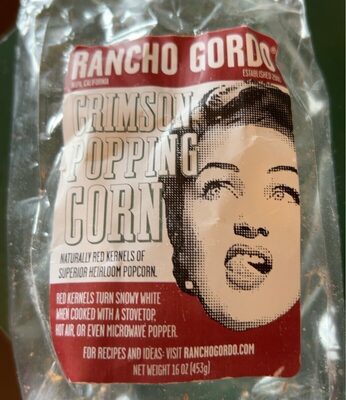 RANCHO GORDO®
NAPA, CALIFORNIA
CRIMSON
POPPING
CORN
NATURALLY RED KERNELS OF
SUPERIOR HEIRLOOM POPCORN.
RED KERNELS TURN SNOWY WHITE
WHEN COOKED WITH A STOVETOP,
HOT AIR, OR EVEN MICROWAVE POPPER.
FOR RECIPES AND IDEAS: VISIT RANCHOGORDO.COM
NET WEIGHT 16 OZ (453g)
ESTABLISHED